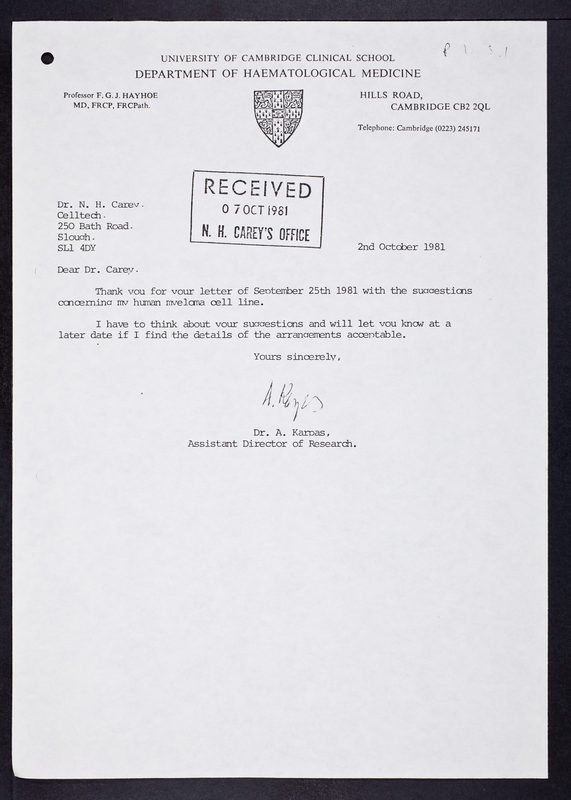 UNIVERSITY OF CAMBRIDGE CLINICAL SCHOOL
DEPARTMENT OF HAEMATOLOGICAL MEDICINE
Professor F. G. J. HAYHOE
MD, FRCP, FRCPath.
HILLS ROAD,
CAMBRIDGE CB2 2QL
Telephone: Cambridge (0223) 245171
RECEIVED
07 OCT 1981
N. H. CAREY'S OFFICE
Dr. N. H. Carey.
Celltech.
250 Bath Road.
Slough.
SL1 4DY
2nd October 1981
Dear Dr. Carey.
Thank you for your letter of September 25th 1981 with the suggestions
concerning my human myeloma cell line.
I have to think about your suggestions and will let you know at a
later date if I find the details of the arrangements acceptable.
Yours sincerely,
A. Karpas
Dr. A. Karpas,
Assistant Director of Research.